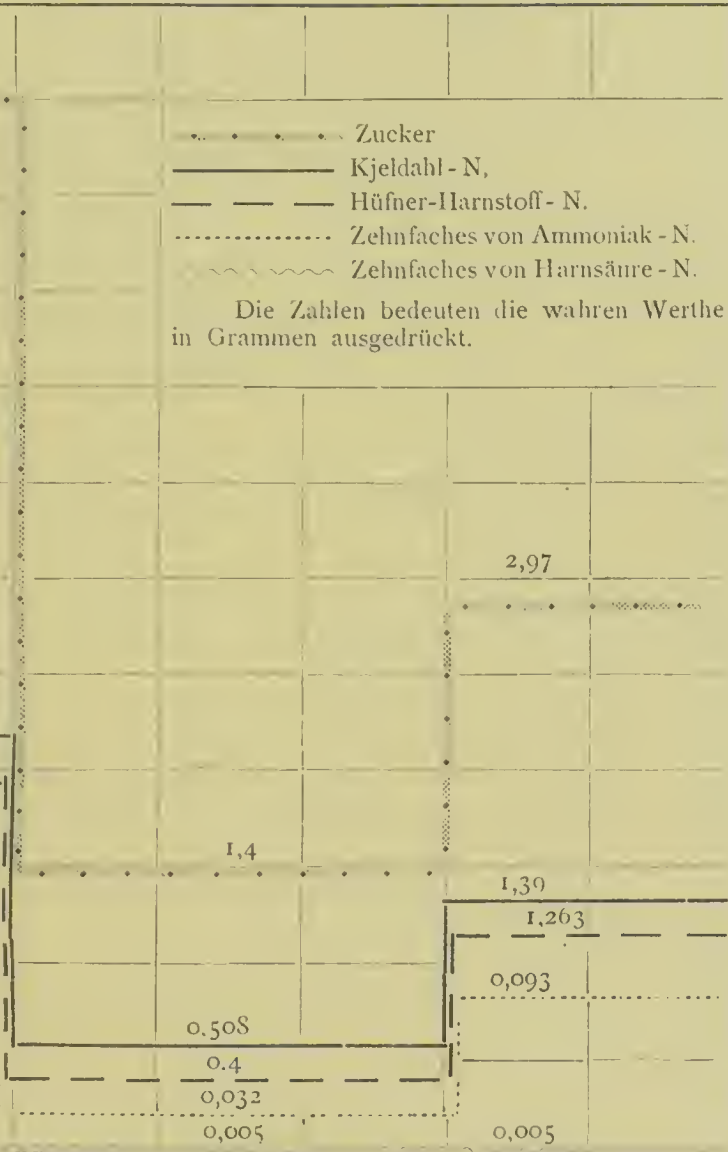 Zucker
Kjeldahl - N,
Hüfner-Harnstoff - N.
Zehnfaches von Ammoniak - N.
Zehnfaches von Harnsäure - N.
Die Zahlen bedeuten die wahren Werthe
in Grammen ausgedrückt.
2,97
1,4
1,39
1,263
0,093
0.508
0.4
0,032
0,005 0,005